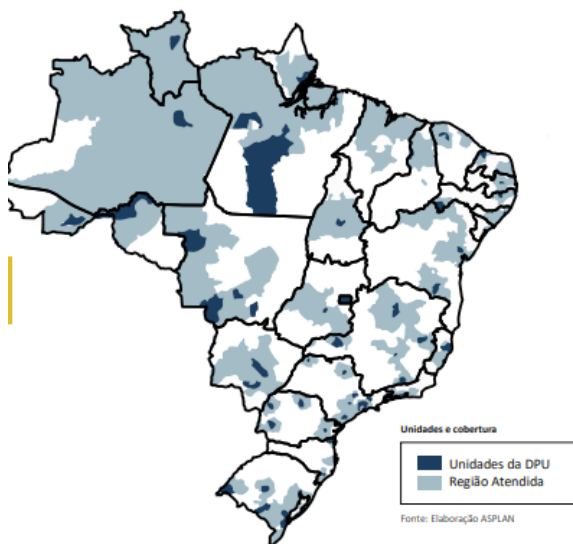 Unidades e cobertura
Unidades da DPU
Região Atendida
Fonte: Elaboração ASPLAN